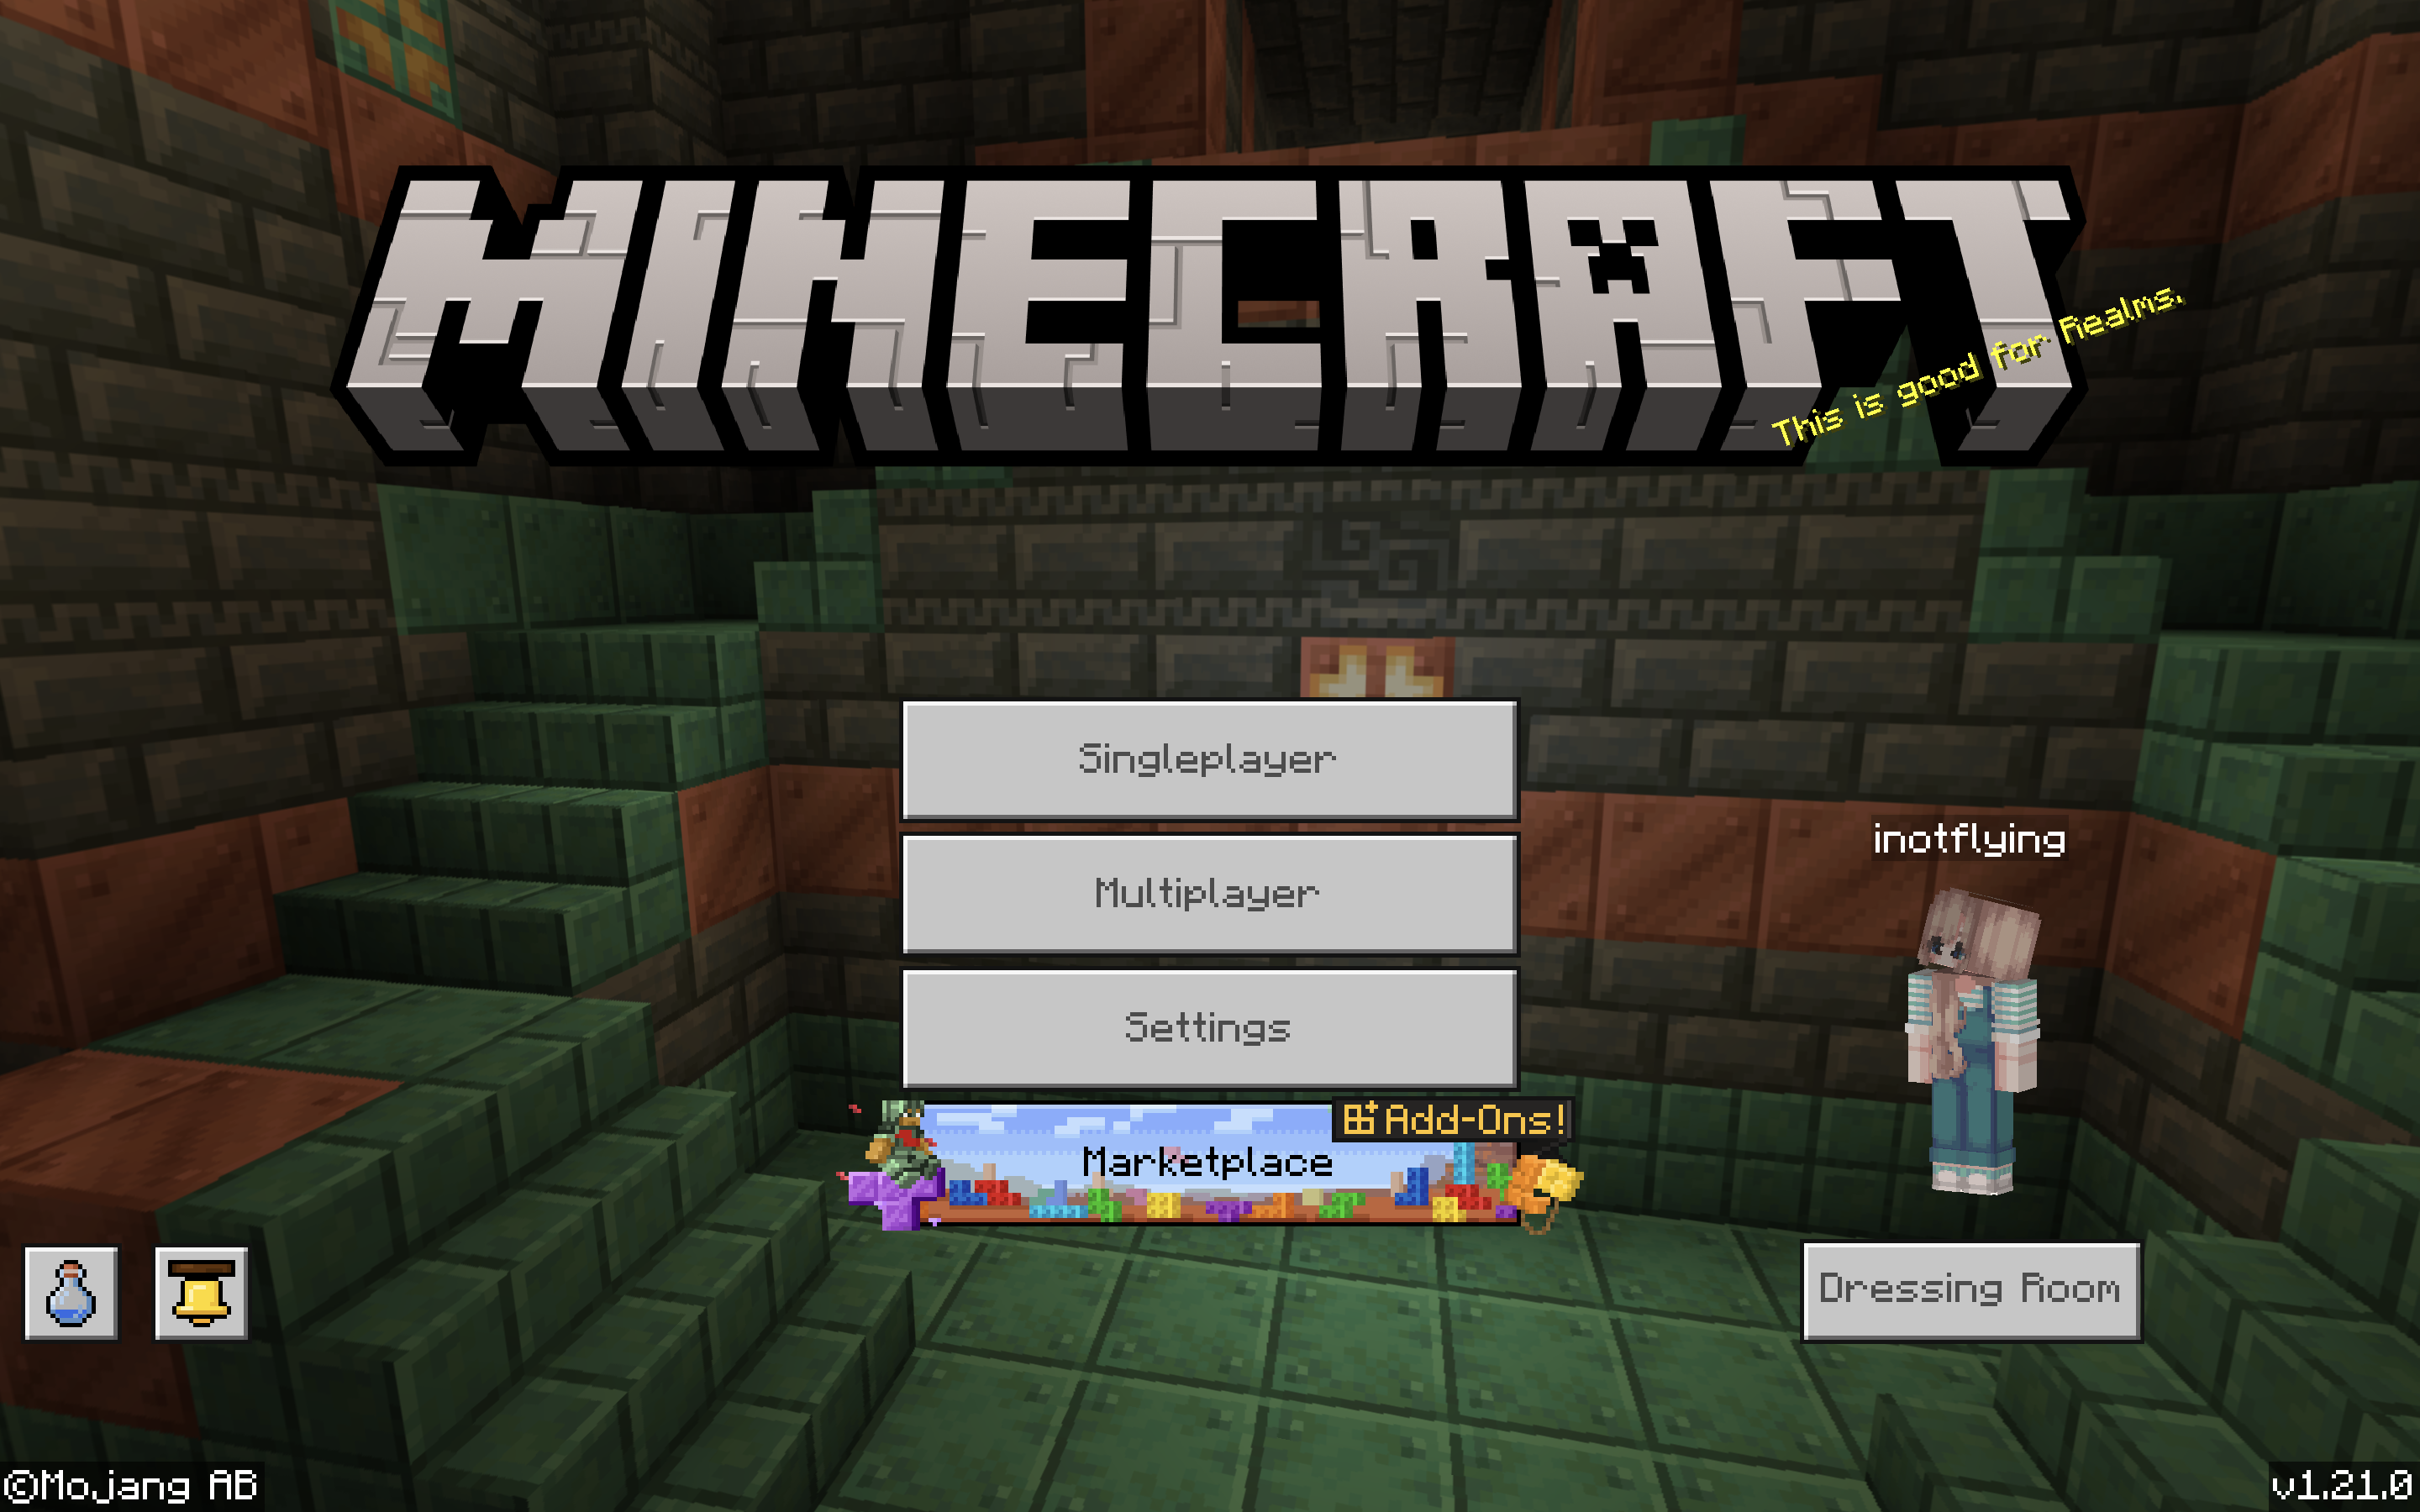 MINECRAFT
This is good for Realms.
Singleplayer
Multiplayer
Settings
Add-Ons!
Marketplace
inotflying
Dressing Room
©Mojang AB
v1.21.0